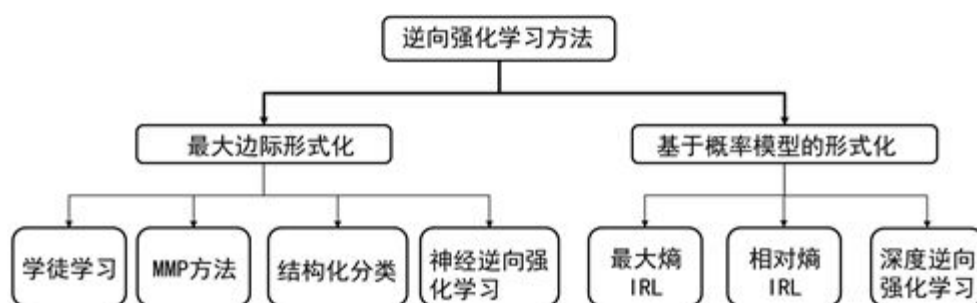 逆向强化学习方法
最大边际形式化
基于概率模型的形式化
学徒学习
MMP方法
结构化分类
神经逆向强
化学习
最大熵
IRL
相对熵
IRL
深度逆向
强化学习